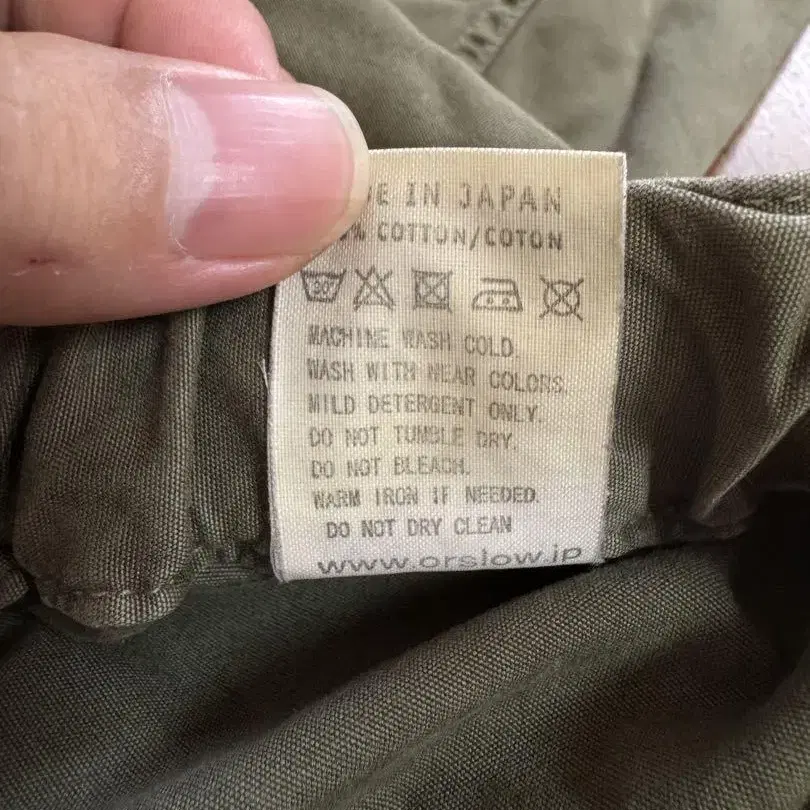 DE IN JAPAN
% COTTON/COTON
30
MACHINE WASH COLD.
WASH WITH NEAR COLORS.
MILD DETERGENT ONLY.
DO NOT TUMBLE DRY.
DO NOT BLEACH.
WARM IRON IF NEEDED.
DO NOT DRY CLEAN
www.orslow.jp